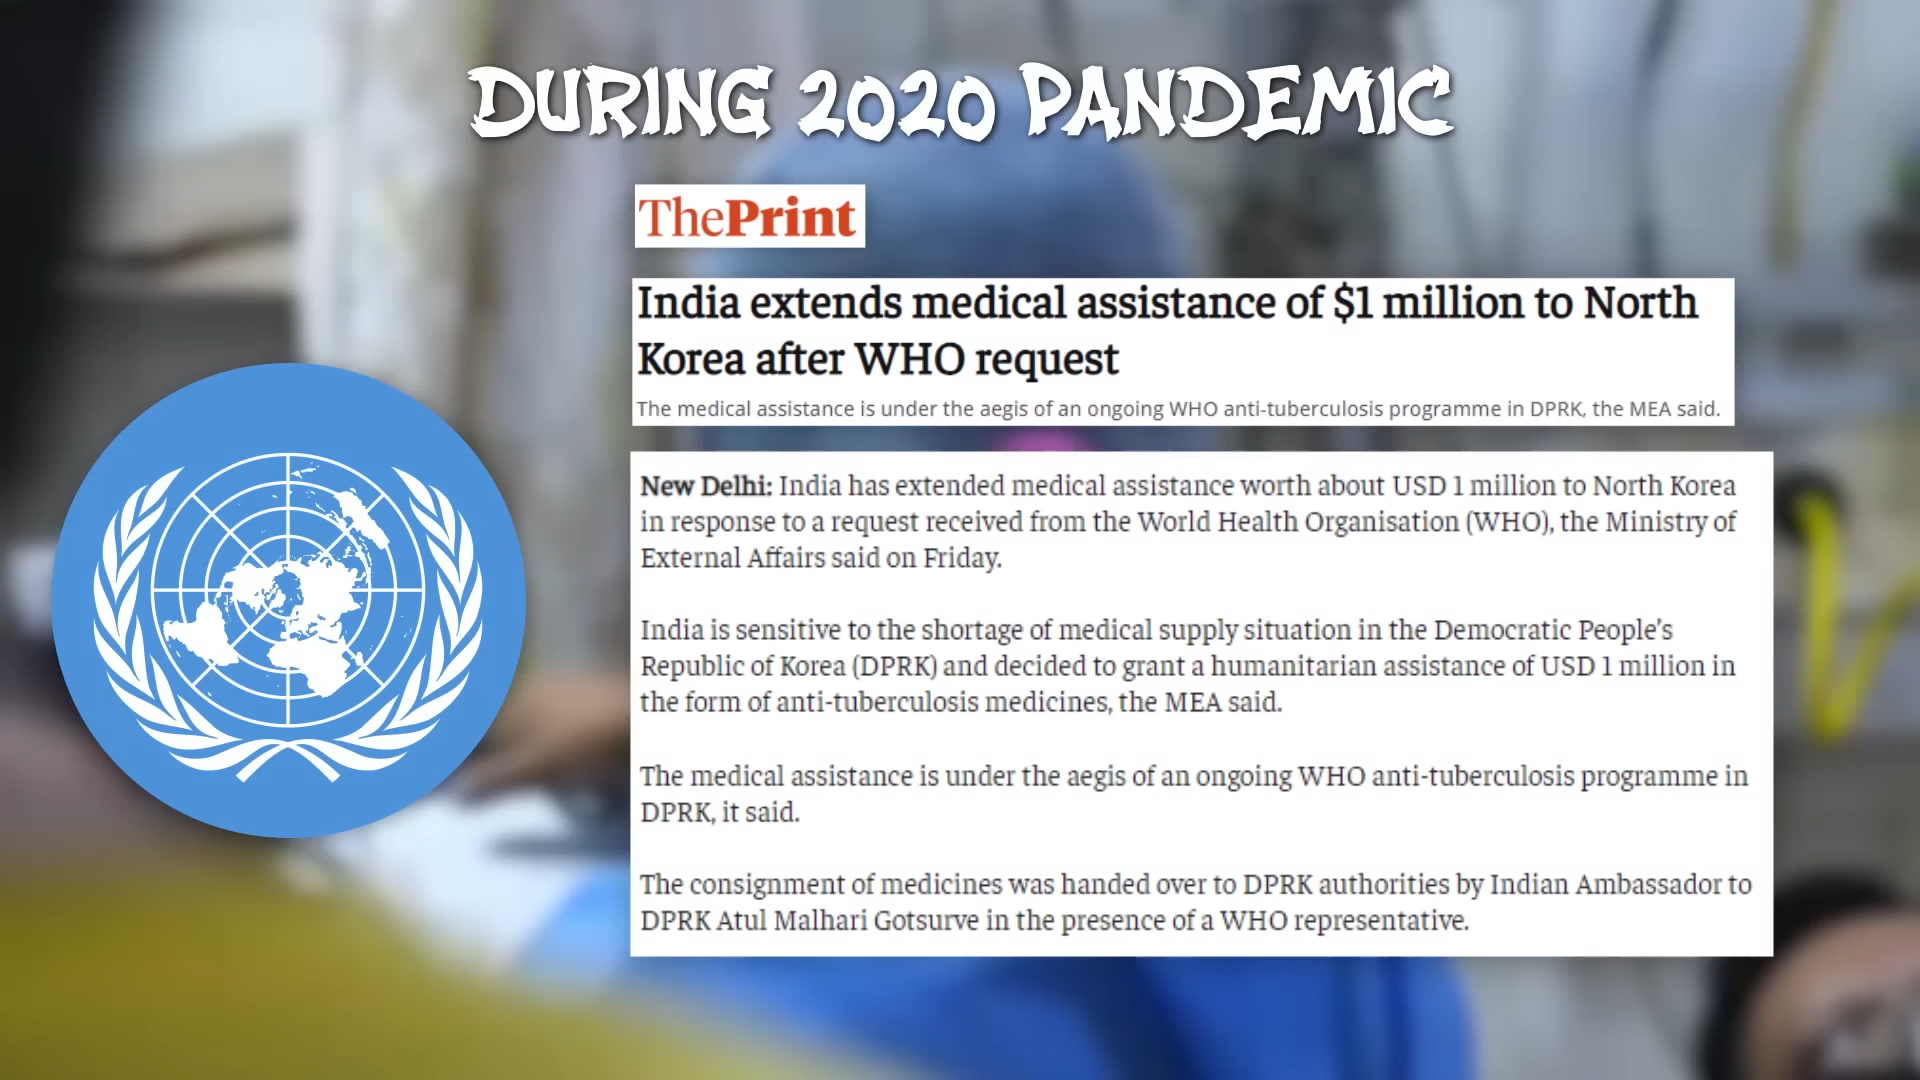 DURING 2020 PANDEMIC
ThePrint
India extends medical assistance of $1 million to North
Korea after WHO request
The medical assistance is under the aegis of an ongoing WHO anti-tuberculosis programme in DPRK, the MEA said.
New Delhi: India has extended medical assistance worth about USD 1 million to North Korea
in response to a request received from the World Health Organisation (WHO), the Ministry of
External Affairs said on Friday.
India is sensitive to the shortage of medical supply situation in the Democratic People's
Republic of Korea (DPRK) and decided to grant a humanitarian assistance of USD 1 million in
the form of anti-tuberculosis medicines, the MEA said.
The medical assistance is under the aegis of an ongoing WHO anti-tuberculosis programme in
DPRK, it said.
The consignment of medicines was handed over to DPRK authorities by Indian Ambassador to
DPRK Atul Malhari Gotsurve in the presence of a WHO representative.